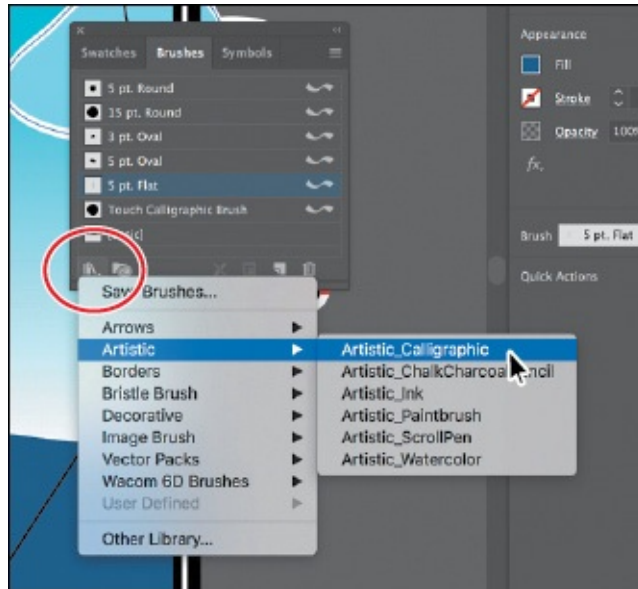 Swatches Brushes Symbols
5 pt. Round
15 pt. Round
3 pt. Oval
5 pt. Oval
5 pt. Flat
Touch Calligraphic Brush
Save Brushes...
Arrows
Artistic
Borders
Bristle Brush
Decorative
Image Brush
Vector Packs
Wacom 6D Brushes
User Defined
Other Library...
Artistic_Calligraphic
Artistic_ChalkCharcoa
Artistic_Ink
Artistic_Paintbrush
Artistic_ScrollPen
Artistic_Watercolor
Appearance
Fill
Stroke
Opacity 100%
fx.
Brush 5 pt. Flat
Quick Actions